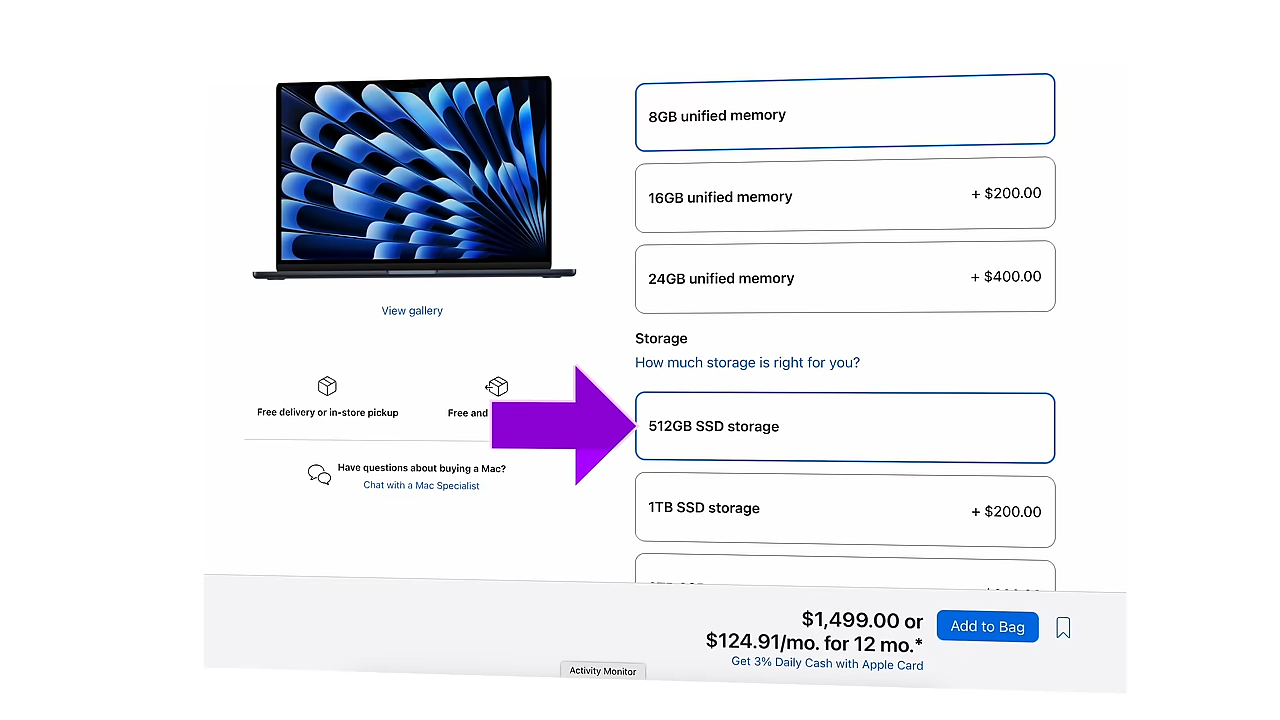 8GB unified memory
16GB unified memory
+ $200.00
24GB unified memory
+ $400.00
View gallery
Storage
How much storage is right for you?
Free delivery or in-store pickup
Free and
512GB SSD storage
Have questions about buying a Mac?
Chat with a Mac Specialist
1TB SSD storage
+ $200.00
$1,499.00 or
$124.91/mo. for 12 mo.*
Add to Bag
Get 3% Daily Cash with Apple Card
Activity Monitor